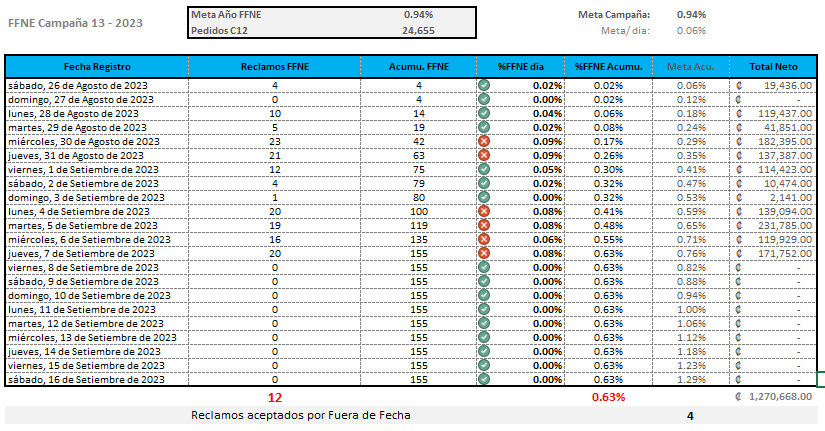 FFNE Campaña 13 - 2023
Meta Año FFNE 0.94%
Pedidos C12 24,655
Meta Campaña: 0.94%
Meta/ dia: 0.06%
Fecha Registro Reclamos FFNE Acumu. FFNE %FFNE dia %FFNE Acumu. Meta Acu. Total Neto
sábado, 26 de Agosto de 2023 4 4 0.02% 0.02% 0.06% ₡ 19,436.00
domingo, 27 de Agosto de 2023 0 4 0.00% 0.02% 0.12% ₡ -
lunes, 28 de Agosto de 2023 10 14 0.04% 0.06% 0.18% ₡ 119,437.00
martes, 29 de Agosto de 2023 5 19 0.02% 0.08% 0.24% ₡ 41,851.00
miércoles, 30 de Agosto de 2023 23 42 0.09% 0.17% 0.29% ₡ 182,395.00
jueves, 31 de Agosto de 2023 21 63 0.09% 0.26% 0.35% ₡ 137,387.00
viernes, 1 de Setiembre de 2023 12 75 0.05% 0.30% 0.41% ₡ 114,423.00
sábado, 2 de Setiembre de 2023 4 79 0.02% 0.32% 0.47% ₡ 10,474.00
domingo, 3 de Setiembre de 2023 1 80 0.00% 0.32% 0.53% ₡ 2,141.00
lunes, 4 de Setiembre de 2023 20 100 0.08% 0.41% 0.59% ₡ 139,094.00
martes, 5 de Setiembre de 2023 19 119 0.08% 0.48% 0.65% ₡ 231,785.00
miércoles, 6 de Setiembre de 2023 16 135 0.06% 0.55% 0.71% ₡ 119,929.00
jueves, 7 de Setiembre de 2023 20 155 0.08% 0.63% 0.76% ₡ 171,752.00
viernes, 8 de Setiembre de 2023 0 155 0.00% 0.63% 0.82% ₡ -
sábado, 9 de Setiembre de 2023 0 155 0.00% 0.63% 0.88% ₡ -
domingo, 10 de Setiembre de 2023 0 155 0.00% 0.63% 0.94% ₡ -
lunes, 11 de Setiembre de 2023 0 155 0.00% 0.63% 1.00% ₡ -
martes, 12 de Setiembre de 2023 0 155 0.00% 0.63% 1.06% ₡ -
miércoles, 13 de Setiembre de 2023 0 155 0.00% 0.63% 1.12% ₡ -
jueves, 14 de Setiembre de 2023 0 155 0.00% 0.63% 1.18% ₡ -
viernes, 15 de Setiembre de 2023 0 155 0.00% 0.63% 1.23% ₡ -
sábado, 16 de Setiembre de 2023 0 155 0.00% 0.63% 1.29% ₡ -
12 0.63% ₡ 1,270,668.00
Reclamos aceptados por Fuera de Fecha 4